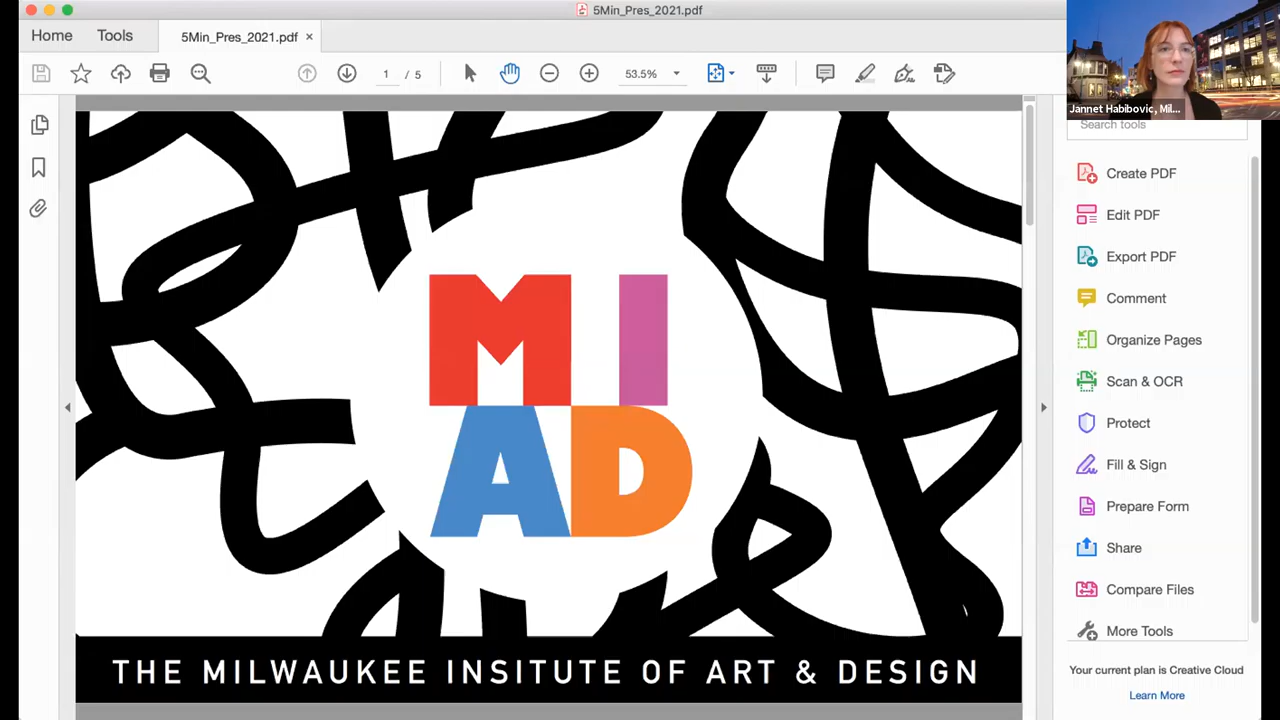 5Min_Pres_2021.pdf
Home
Tools
5Min_Pres_2021.pdf ×
1 / 5
53.5%
Jannet Habibovic, Mil...
Search tools
Create PDF
Edit PDF
Export PDF
Comment
Organize Pages
Scan & OCR
Protect
Fill & Sign
Prepare Form
Share
Compare Files
More Tools
Your current plan is Creative Cloud
Learn More
MI
AD
THE MILWAUKEE INSITUTE OF ART & DESIGN